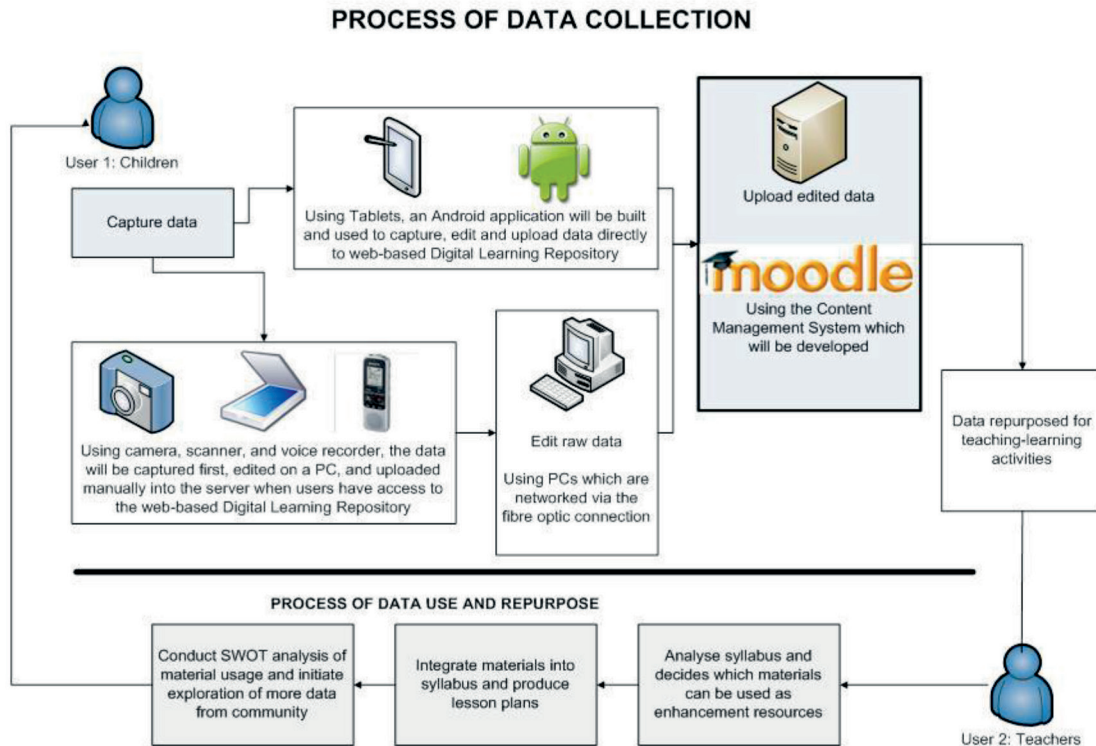 PROCESS OF DATA COLLECTION
User 1: Children
Capture data
Using Tablets, an Android application will be built
and used to capture, edit and upload data directly
to web-based Digital Learning Repository
Upload edited data
moodle
Using the Content
Management System which
will be developed
Using camera, scanner, and voice recorder, the data
will be captured first, edited on a PC, and uploaded
manually into the server when users have access to
the web-based Digital Learning Repository
Edit raw data
Using PCs which are
networked via the
fibre optic connection
Data repurposed for
teaching-learning
activities
PROCESS OF DATA USE AND REPURPOSE
Conduct SWOT analysis of
material usage and initiate
exploration of more data
from community
Integrate materials into
syllabus and produce
lesson plans
Analyse syllabus and
decides which materials
can be used as
enhancement resources
User 2: Teachers